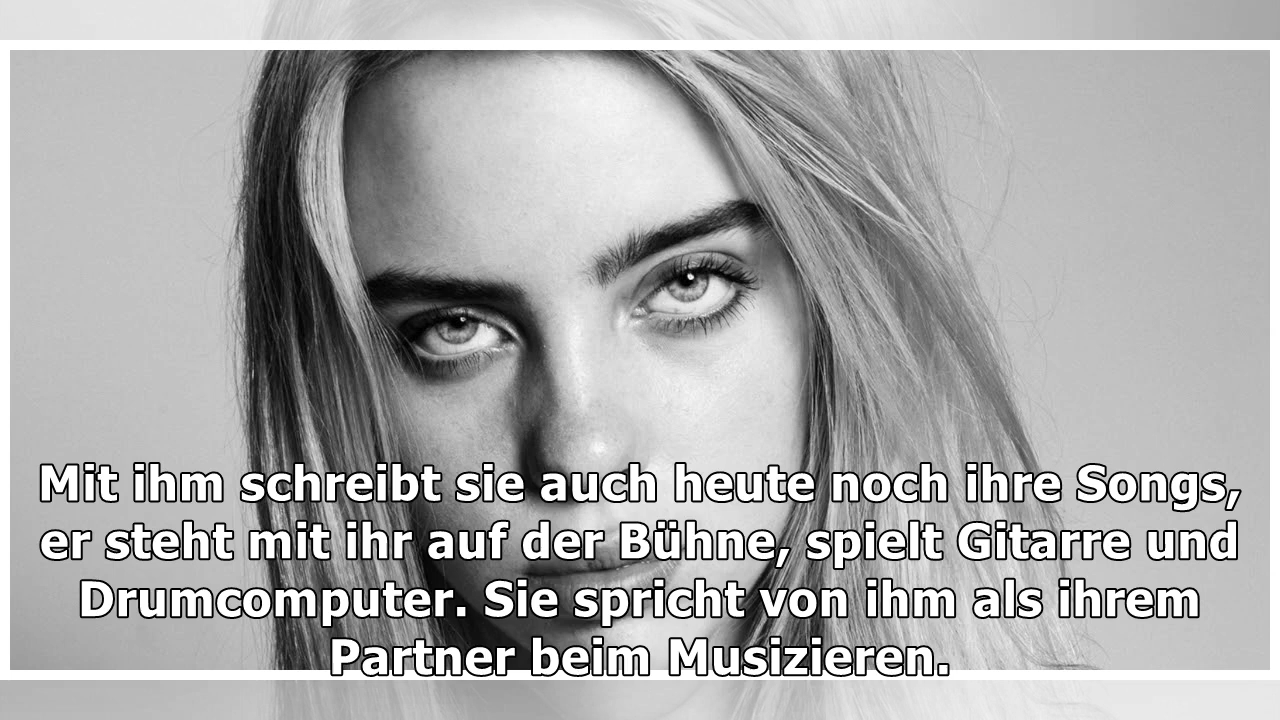 Mit ihm schreibt sie auch heute noch ihre Songs,
er steht mit ihr auf der Bühne, spielt Gitarre und
Drumcomputer. Sie spricht von ihm als ihrem
Partner beim Musizieren.